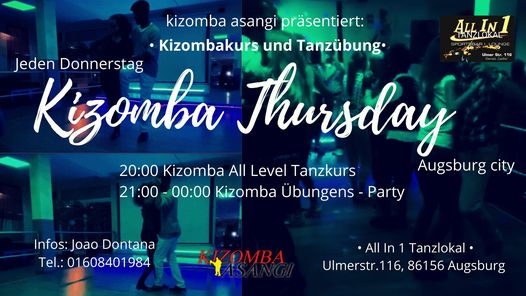 kizomba asangi präsentiert:
• Kizombakurs und Tanzübung•
ALL IN 1
TANZLOKAL
SPORTSBAR - LOUNGE
Ulmer Str. 116
Jeden Donnerstag
Kizomba Thursday
Augsburg city
20:00 Kizomba All Level Tanzkurs
21:00 - 00:00 Kizomba Übungens - Party
Infos: Joao Dontana
Tel.: 01608401984
KIZOMBA
ASANGI
• All In 1 Tanzlokal •
Ulmerstr.116, 86156 Augsburg